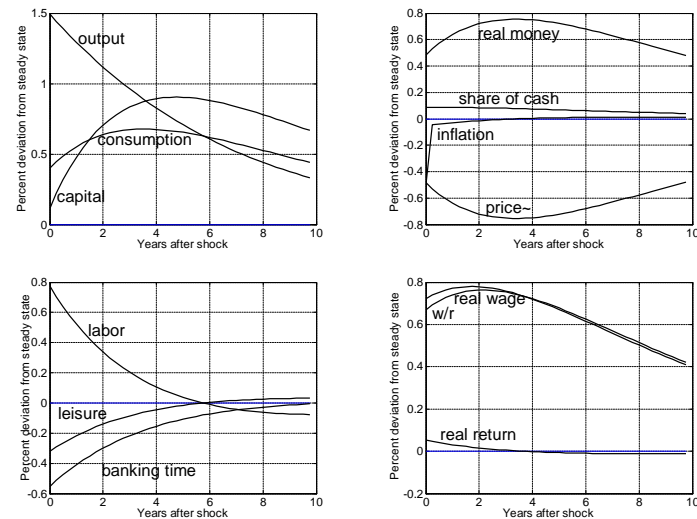 Percent deviation from steady state
1.5
1
0.5
0
output
consumption
capital
0 2 4 6 8 10
Years after shock
Percent deviation from steady state
0.8
0.6
0.4
0.2
0
-0.2
-0.4
-0.6
-0.8
real money
share of cash
inflation
price~
0 2 4 6 8 10
Years after shock
Percent deviation from steady state
0.8
0.6
0.4
0.2
0
-0.2
-0.4
-0.6
labor
leisure
banking time
0 2 4 6 8 10
Years after shock
Percent deviation from steady state
0.8
0.6
0.4
0.2
0
-0.2
real wage
w/r
real return
0 2 4 6 8 10
Years after shock